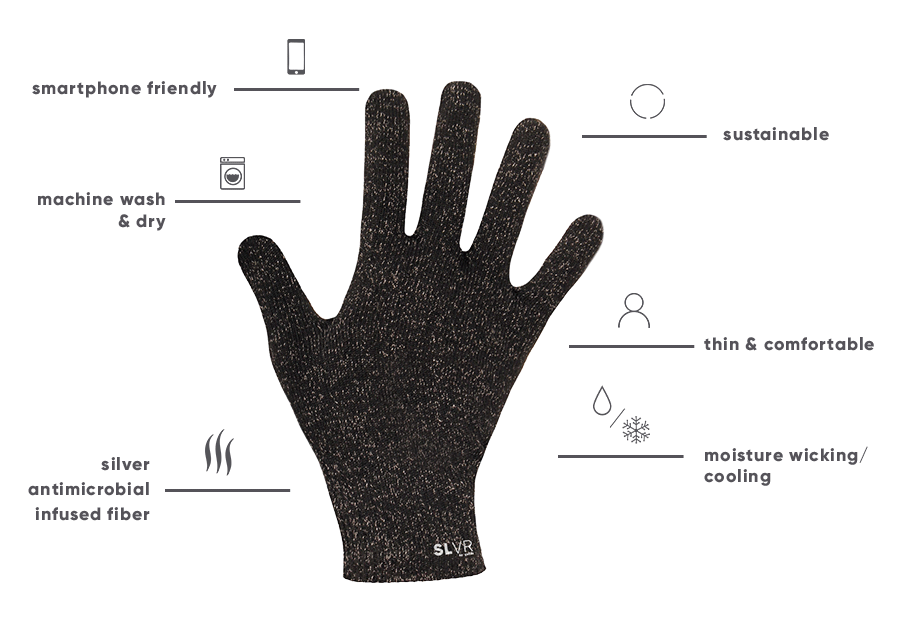 smartphone friendly
sustainable
machine wash
& dry
thin & comfortable
moisture wicking/
cooling
silver
antimicrobial
infused fiber
SLVR